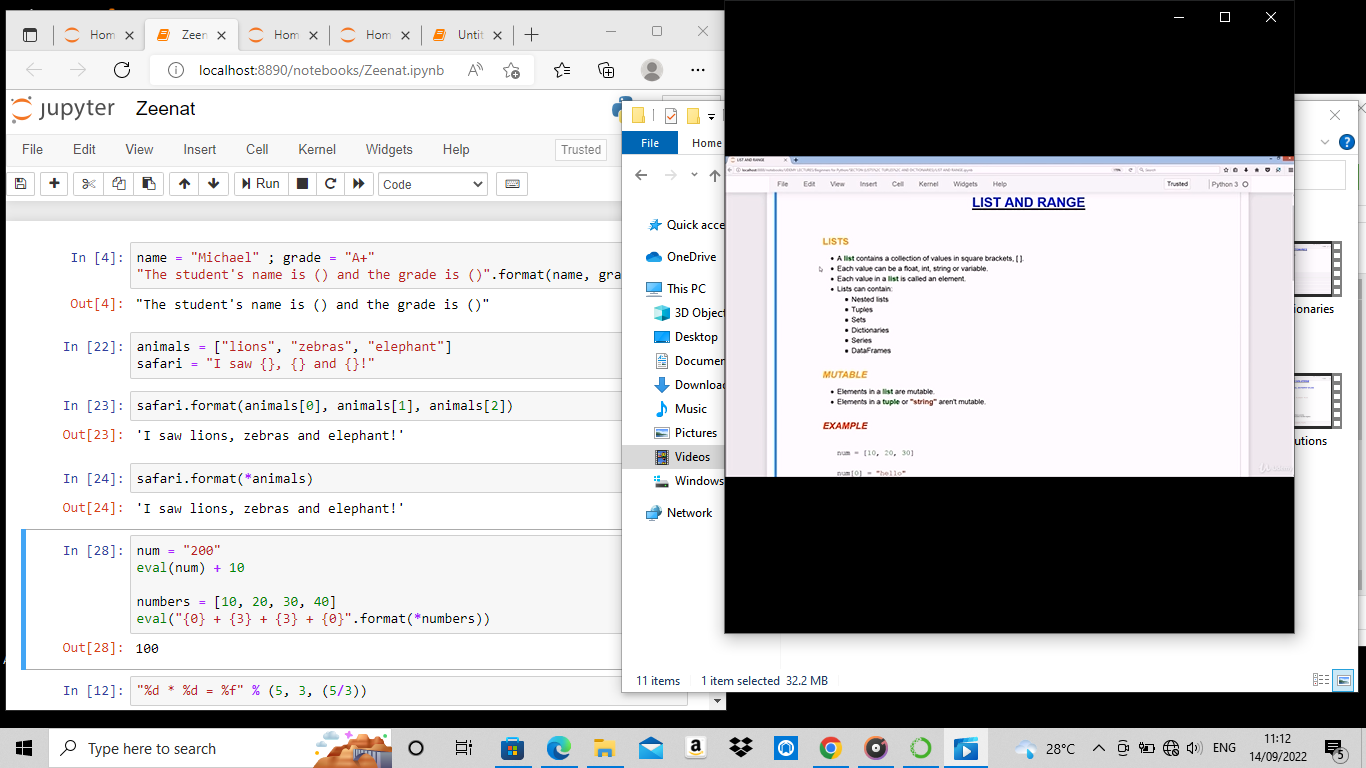 Hom
Zeen
Hom
Hom
Unti
localhost:8890/notebooks/Zeenat.ipynb
jupyter Zeenat
File Edit View Insert Cell Kernel Widgets Help
Trusted
Run
Code
In [4]: name = "Michael" ; grade = "A+"
"The student's name is () and the grade is ()".format(name, gra
Out[4]: "The student's name is () and the grade is ()"
In [22]: animals = ["lions", "zebras", "elephant"]
safari = "I saw {}, {} and {}!"
In [23]: safari.format(animals[0], animals[1], animals[2])
Out[23]: 'I saw lions, zebras and elephant!'
In [24]: safari.format(*animals)
Out[24]: 'I saw lions, zebras and elephant!'
In [28]: num = "200"
eval(num) + 10
numbers = [10, 20, 30, 40]
eval("{0} + {3} + {3} + {0}".format(*numbers))
Out[28]: 100
In [12]: "%d * %d = %f" % (5, 3, (5/3))
File Home
Quick acce
OneDrive
This PC
3D Object
Desktop
Documen
Download
Music
Pictures
Videos
Windows
Network
11 items 1 item selected 32.2 MB
ionaries
utions
LIST AND RANGE
File Edit View Insert Cell Kernel Widgets Help
Trusted Python 3
LIST AND RANGE
LISTS
A list contains a collection of values in square brackets, [ ].
Each value can be a float, int, string or variable.
Each value in a list is called an element.
Lists can contain:
Nested lists
Tuples
Sets
Dictionaries
Series
DataFrames
MUTABLE
Elements in a list are mutable.
Elements in a tuple or "string" aren't mutable.
EXAMPLE
num = [10, 20, 30]
num[0] = "hello"
Type here to search
28°C
ENG
11:12
14/09/2022
5